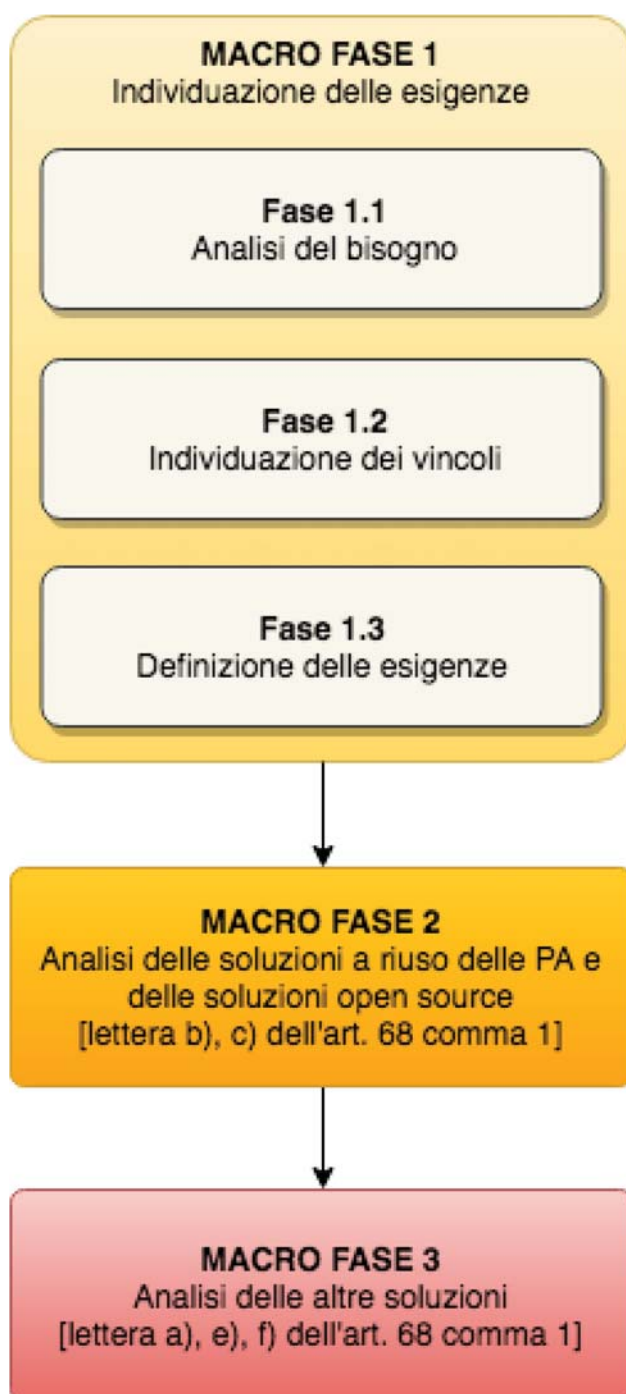 MACRO FASE 1
Individuazione delle esigenze
Fase 1.1
Analisi del bisogno
Fase 1.2
Individuazione dei vincoli
Fase 1.3
Definizione delle esigenze
MACRO FASE 2
Analisi delle soluzioni a riuso delle PA e
delle soluzioni open source
[lettera b), c) dell'art. 68 comma 1]
MACRO FASE 3
Analisi delle altre soluzioni
[lettera a), e), f) dell'art. 68 comma 1]